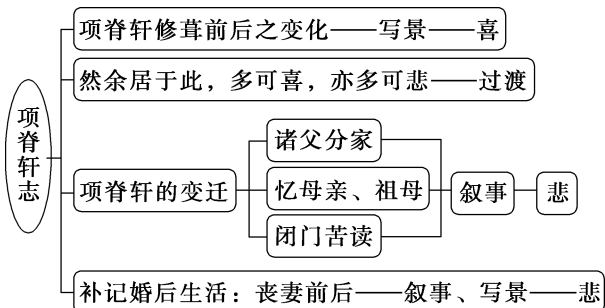 项脊轩志
项脊轩修葺前后之变化——写景——喜
然余居于此，多可喜，亦多可悲——过渡
项脊轩的变迁
诸父分家
忆母亲、祖母
闭门苦读
叙事
悲
补记婚后生活：丧妻前后——叙事、写景——悲